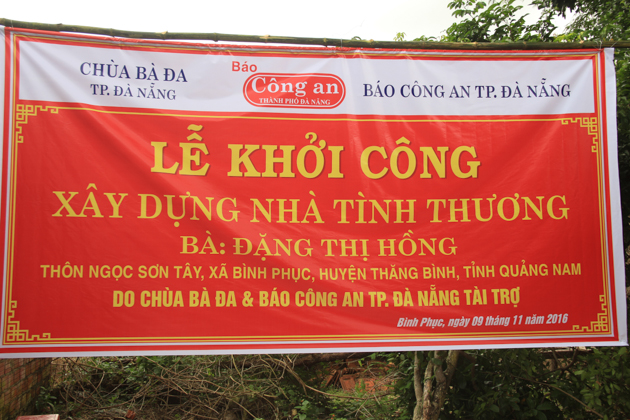 CHÙA BÀ ĐA
TP. ĐÀ NẴNG
Báo
Công an
THÀNH PHỐ ĐÀ NẴNG
BÁO CÔNG AN TP. ĐÀ NẴNG
LỄ KHỞI CÔNG
XÂY DỰNG NHÀ TÌNH THƯƠNG
BÀ: ĐẶNG THỊ HỒNG
THÔN NGỌC SƠN TÂY, XÃ BÌNH PHỤC, HUYỆN THĂNG BÌNH, TỈNH QUẢNG NAM
DO CHÙA BÀ ĐA & BÁO CÔNG AN TP. ĐÀ NẴNG TÀI TRỢ
Bình Phục, ngày 09 tháng 11 năm 2016